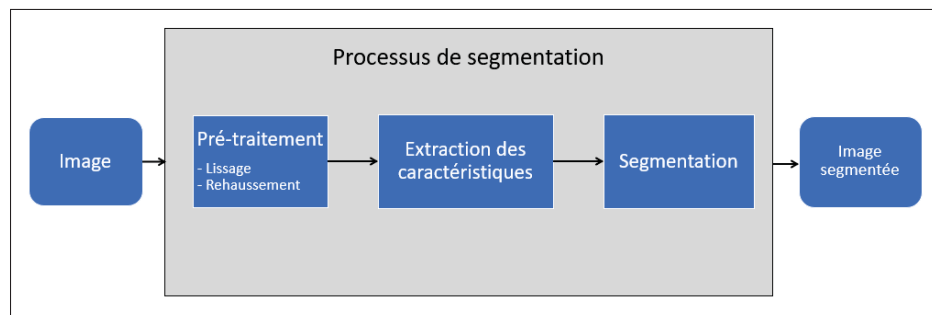 Processus de segmentation
Image
Pré-traitement
- Lissage
- Rehaussement
Extraction des
caractéristiques
Segmentation
Image
segmentée